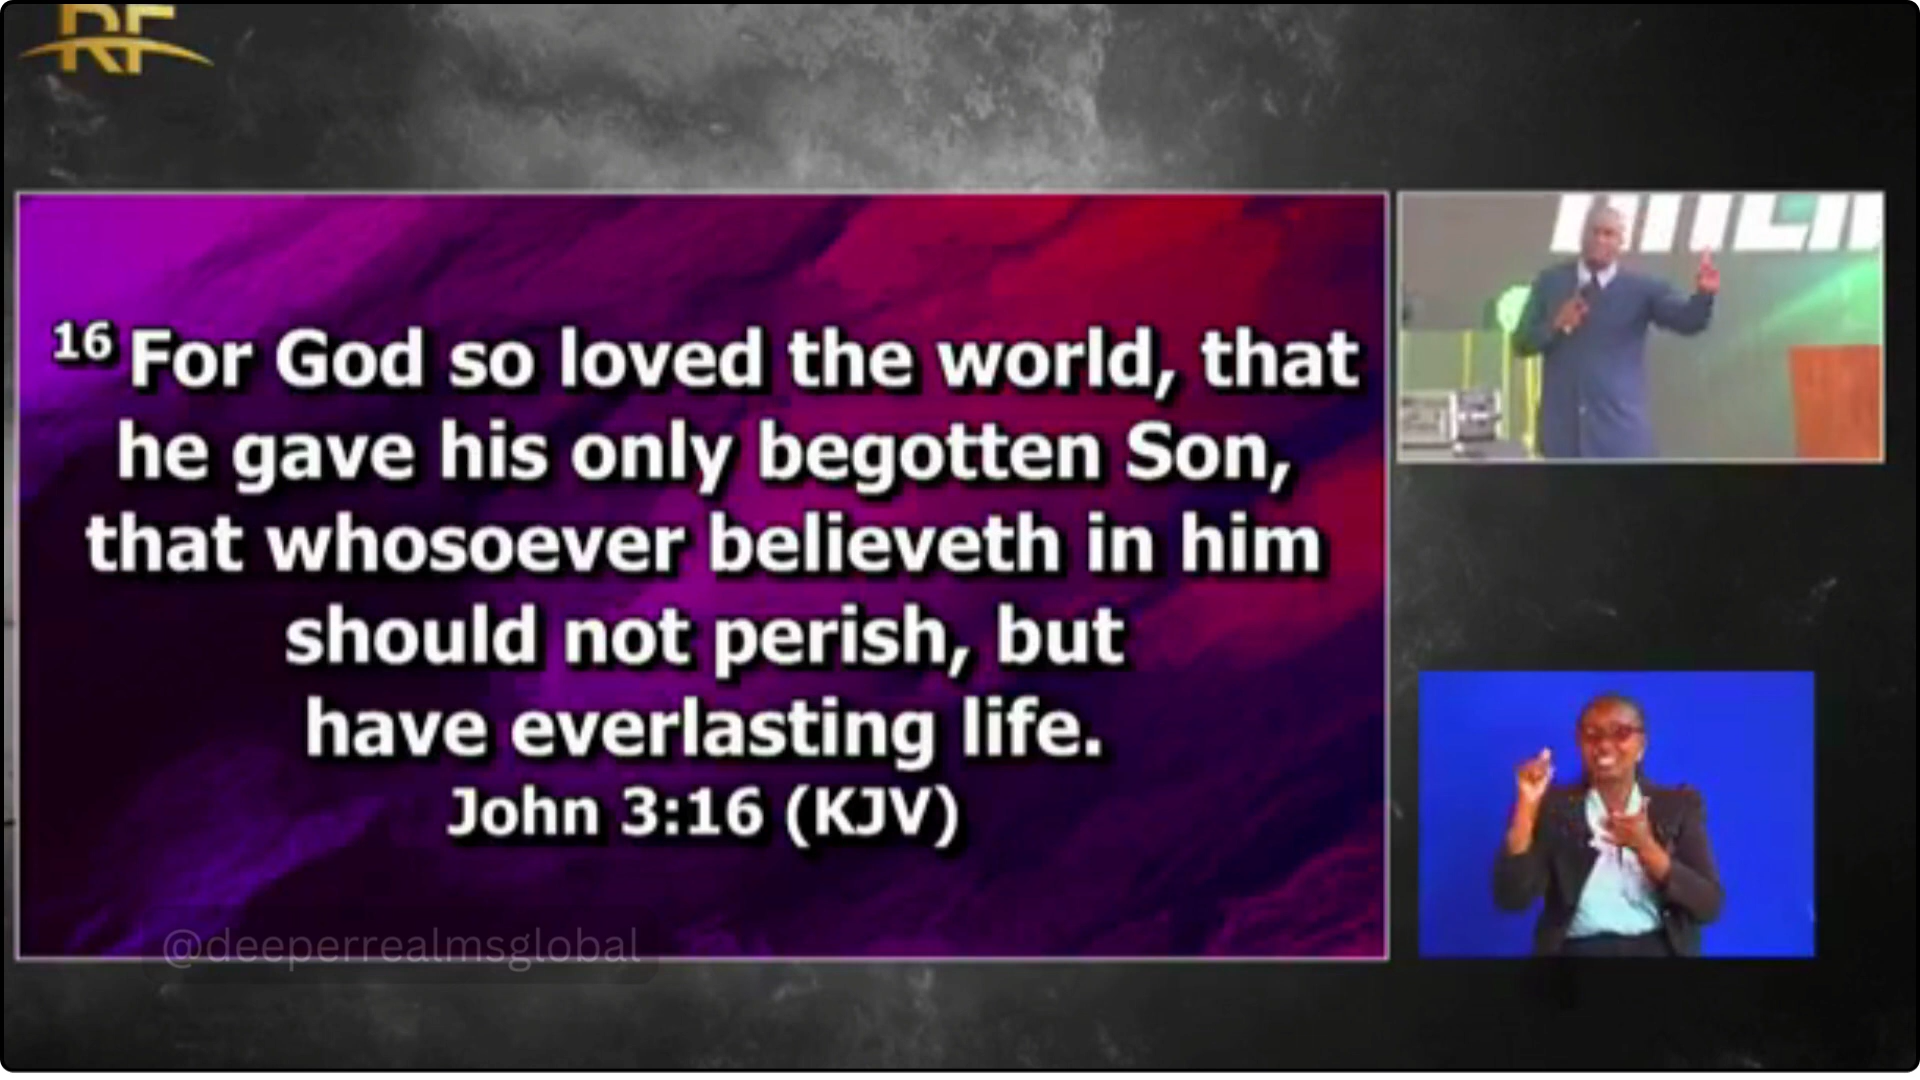 RF
16 For God so loved the world, that
he gave his only begotten Son,
that whosoever believeth in him
should not perish, but
have everlasting life.
John 3:16 (KJV)
@deeperrealmsglobal